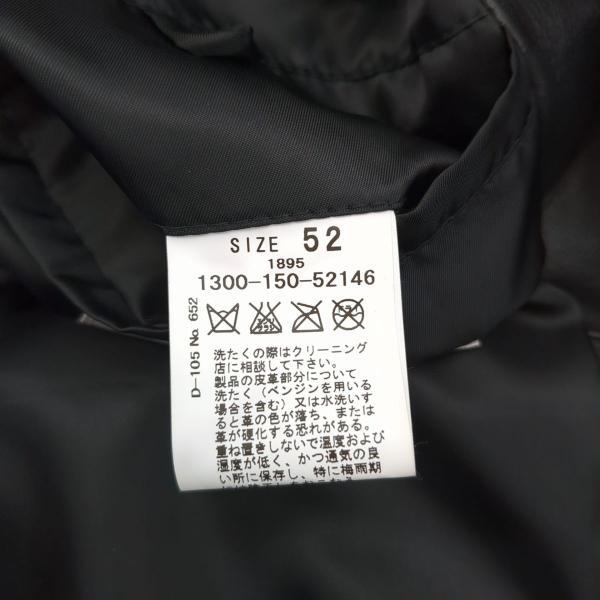 SIZE 52
1895
1300-150-52146
D-105 No. 652
洗たくの際はクリーニング
店に相談して下さい。
製品の皮革部分について
洗たく（ベンジンを用いる
場合を含む）又は水洗いす
ると革の色が落ち、または
革が硬化する恐れがある。
重ね置きしないで温度および
湿度が低く、かつ通気の良
い所に保存し、特に梅雨期